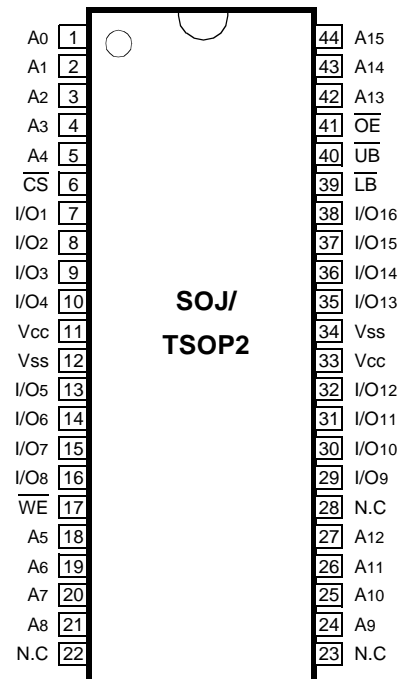 A0 1 44 A15
A1 2 43 A14
A2 3 42 A13
A3 4 41 OE
A4 5 40 UB
CS 6 39 LB
I/O1 7 38 I/O16
I/O2 8 37 I/O15
I/O3 9 36 I/O14
I/O4 10 SOJ/ 35 I/O13
Vcc 11 34 Vss
TSOP2
Vss 12 33 Vcc
I/O5 13 32 I/O12
I/O6 14 31 I/O11
I/O7 15 30 I/O10
I/O8 16 29 I/O9
WE 17 28 N.C
A5 18 27 A12
A6 19 26 A11
A7 20 25 A10
A8 21 24 A9
N.C 22 23 N.C